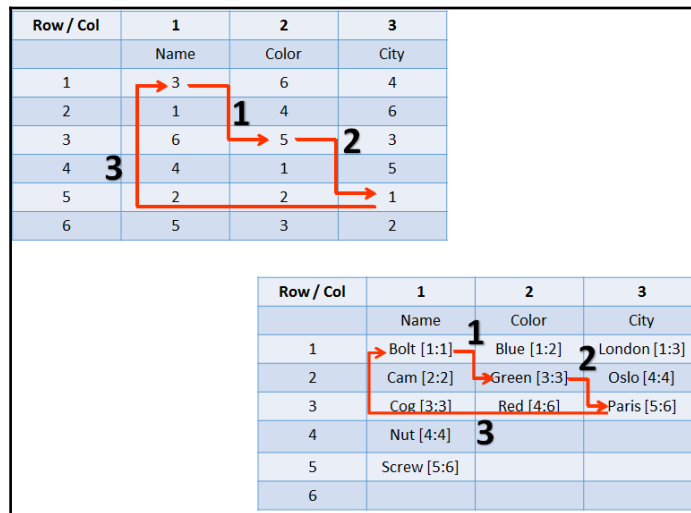 Row / Col 1 2 3
Name Color City
1 3 6 4
2 1 4 6
3 6 5 3
4 4 1 5
5 2 2 1
6 5 3 2
1
2
3
Row / Col 1 2 3
Name Color City
1 Bolt [1:1] Blue [1:2] London [1:3]
2 Cam [2:2] Green [3:3] Oslo [4:4]
3 Cog [3:3] Red [4:6] Paris [5:6]
4 Nut [4:4]
5 Screw [5:6]
6
1
2
3